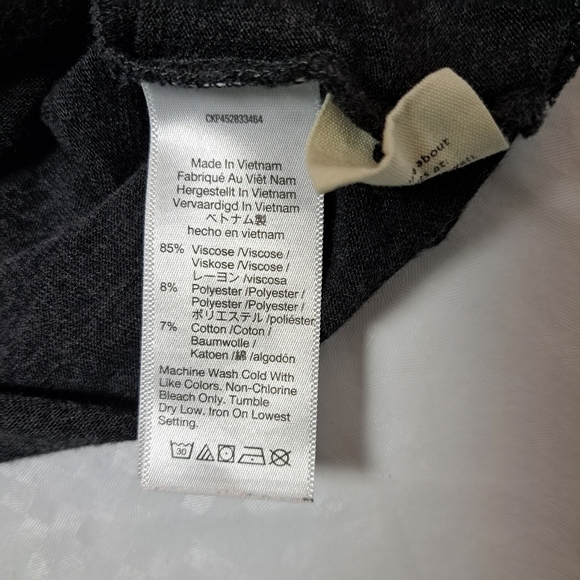 CKP452833464
Made In Vietnam
Fabriqué Au Viêt Nam
Hergestellt In Vietnam
Vervaardigd In Vietnam
ベトナム製
hecho en vietnam
85% Viscose /Viscose /
Viskose /Viscose /
レーヨン /viscosa
8% Polyester /Polyester /
Polyester /Polyester /
ポリエステル /poliéster
7% Cotton /Coton /
Baumwolle /
Katoen /綿 /algodón
Machine Wash Cold With
Like Colors. Non-Chlorine
Bleach Only. Tumble
Dry Low. Iron On Lowest
Setting.
30
about